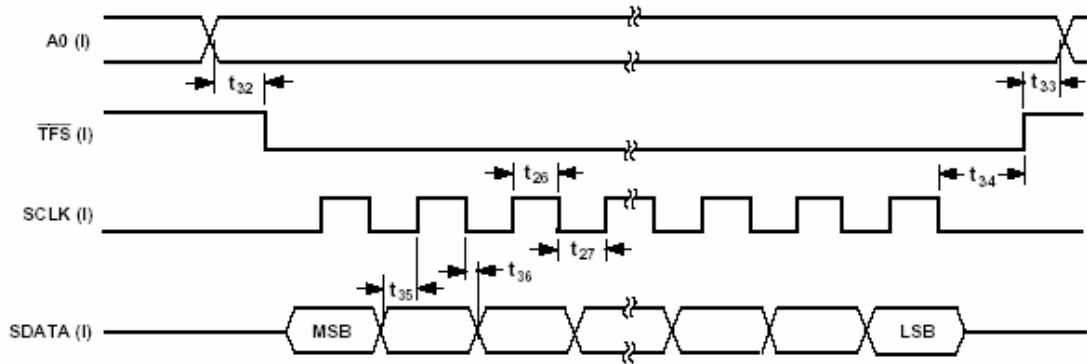 A0 (I)
t32
t33
TFS (I)
t26
t34
SCLK (I)
t27
t36
t35
SDATA (I)
MSB
LSB